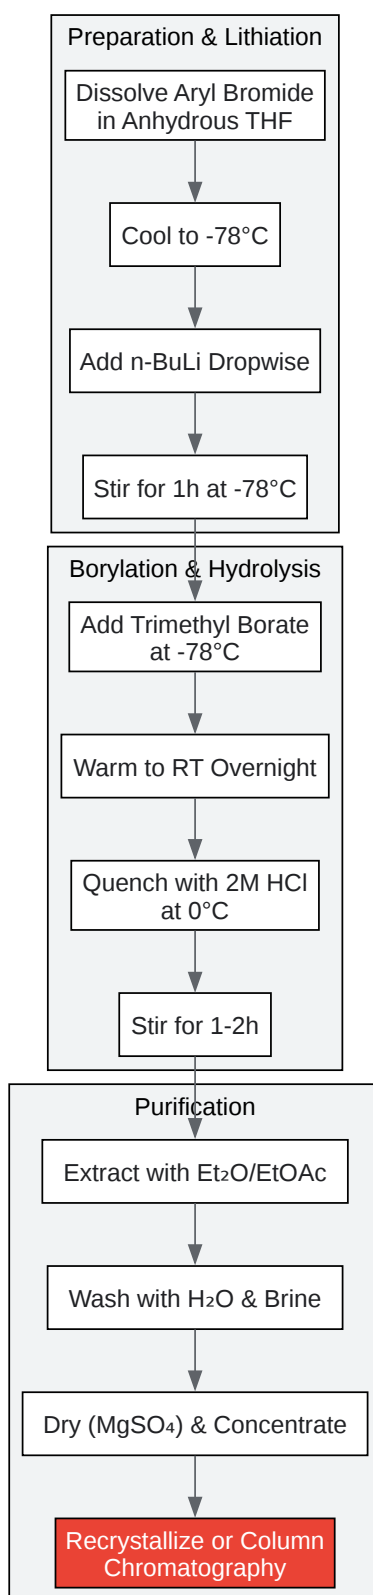 Preparation & Lithiation
Dissolve Aryl Bromide
in Anhydrous THF
Cool to -78°C
Add n-BuLi Dropwise
Stir for 1h at -78°C
Borylation & Hydrolysis
Add Trimethyl Borate
at -78°C
Warm to RT Overnight
Quench with 2M HCl
at 0°C
Stir for 1-2h
Purification
Extract with Et₂O/EtOAc
Wash with H₂O & Brine
Dry (MgSO₄) & Concentrate
Recrystallize or Column
Chromatography